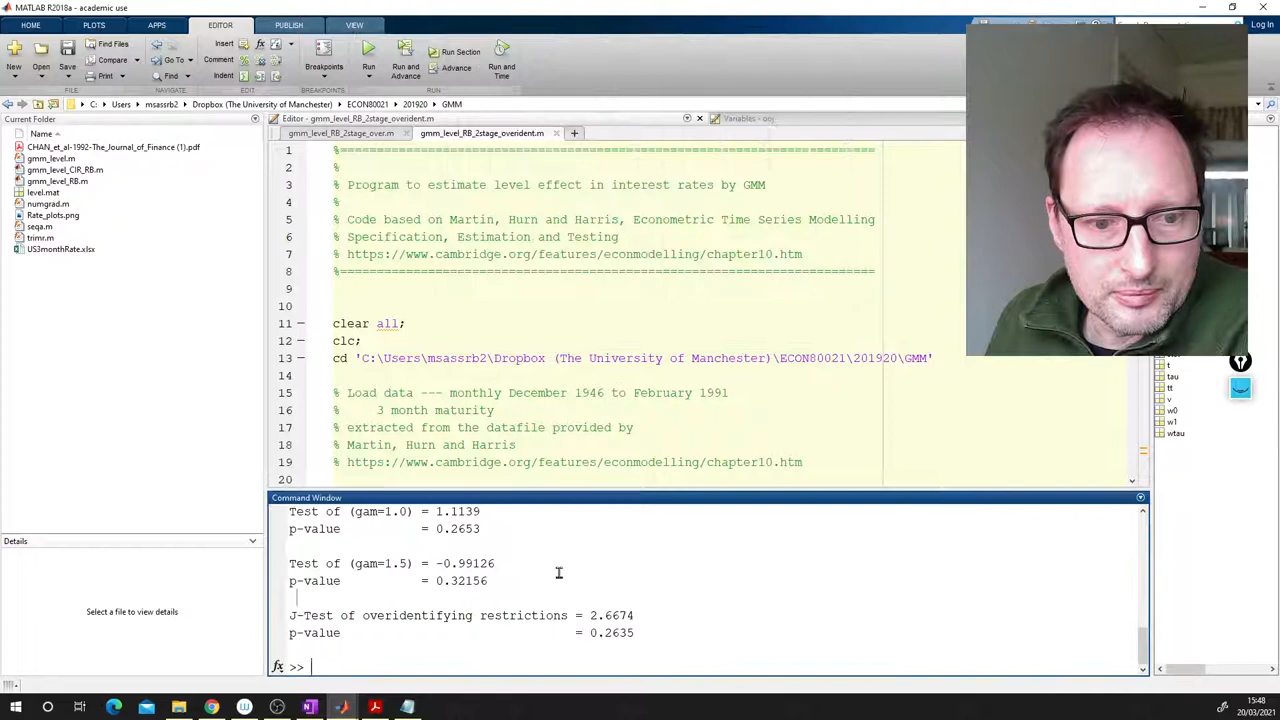 MATLAB R2018a - academic use
HOME PLOTS APPS EDITOR PUBLISH VIEW
Log In
New Open Save Find Files Compare Print
Go To Find
Insert Comment Indent
Breakpoints
Run Run and Advance Run Section Advance Run and Time
FILE NAVIGATE EDIT BREAKPOINTS RUN
C: Users msassrb2 Dropbox (The University of Manchester) ECON80021 201920 GMM
Current Folder
Name
CHAN_et_al-1992-The_Journal_of_Finance (1).pdf
gmm_level.m
gmm_level_CIR_RB.m
gmm_level_RB.m
level.mat
numgrad.m
Rate_plots.png
seqa.m
trimr.m
US3monthRate.xlsx
Details
Select a file to view details
Editor - gmm_level_RB_2stage_overident.m
Variables - obj
gmm_level_RB_2stage_over.m gmm_level_RB_2stage_overident.m
1 %=========================================================================
2 %
3 % Program to estimate level effect in interest rates by GMM
4 %
5 % Code based on Martin, Hurn and Harris, Econometric Time Series Modelling
6 % Specification, Estimation and Testing
7 % https://www.cambridge.org/features/econmodelling/chapter10.htm
8 %=========================================================================
9
10
11 clear all;
12 clc;
13 cd 'C:\Users\msassrb2\Dropbox (The University of Manchester)\ECON80021\201920\GMM'
14
15 % Load data --- monthly December 1946 to February 1991
16 % 3 month maturity
17 % extracted from the datafile provided by
18 % Martin, Hurn and Harris
19 % https://www.cambridge.org/features/econmodelling/chapter10.htm
20
t
tau
tt
v
w0
w1
wtau
Command Window
Test of (gam=1.0) = 1.1139
p-value = 0.2653
Test of (gam=1.5) = -0.99126
p-value = 0.32156
J-Test of overidentifying restrictions = 2.6674
p-value = 0.2635
fx >>
15:48
20/03/2021